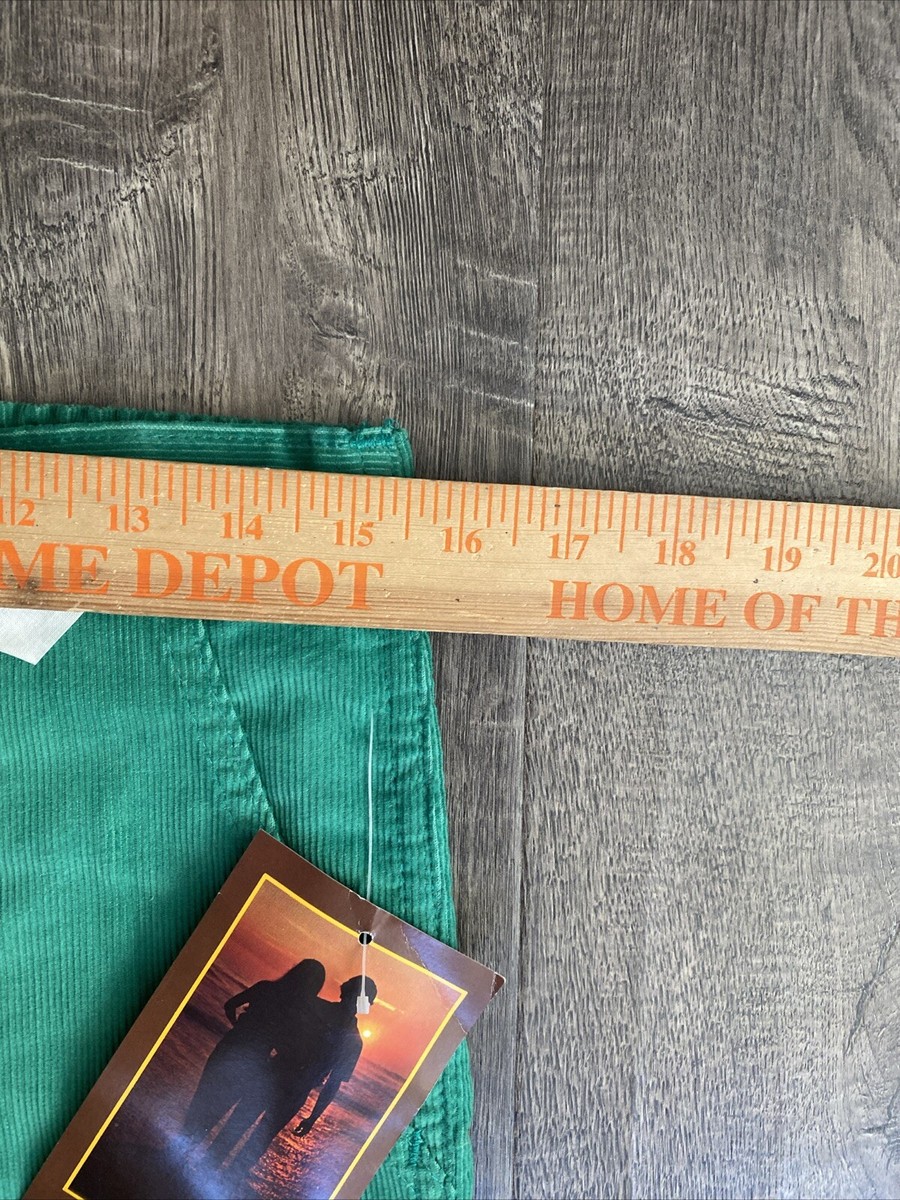 12 13 14 15 16 17 18 19 20
ME DEPOT HOME OF TH